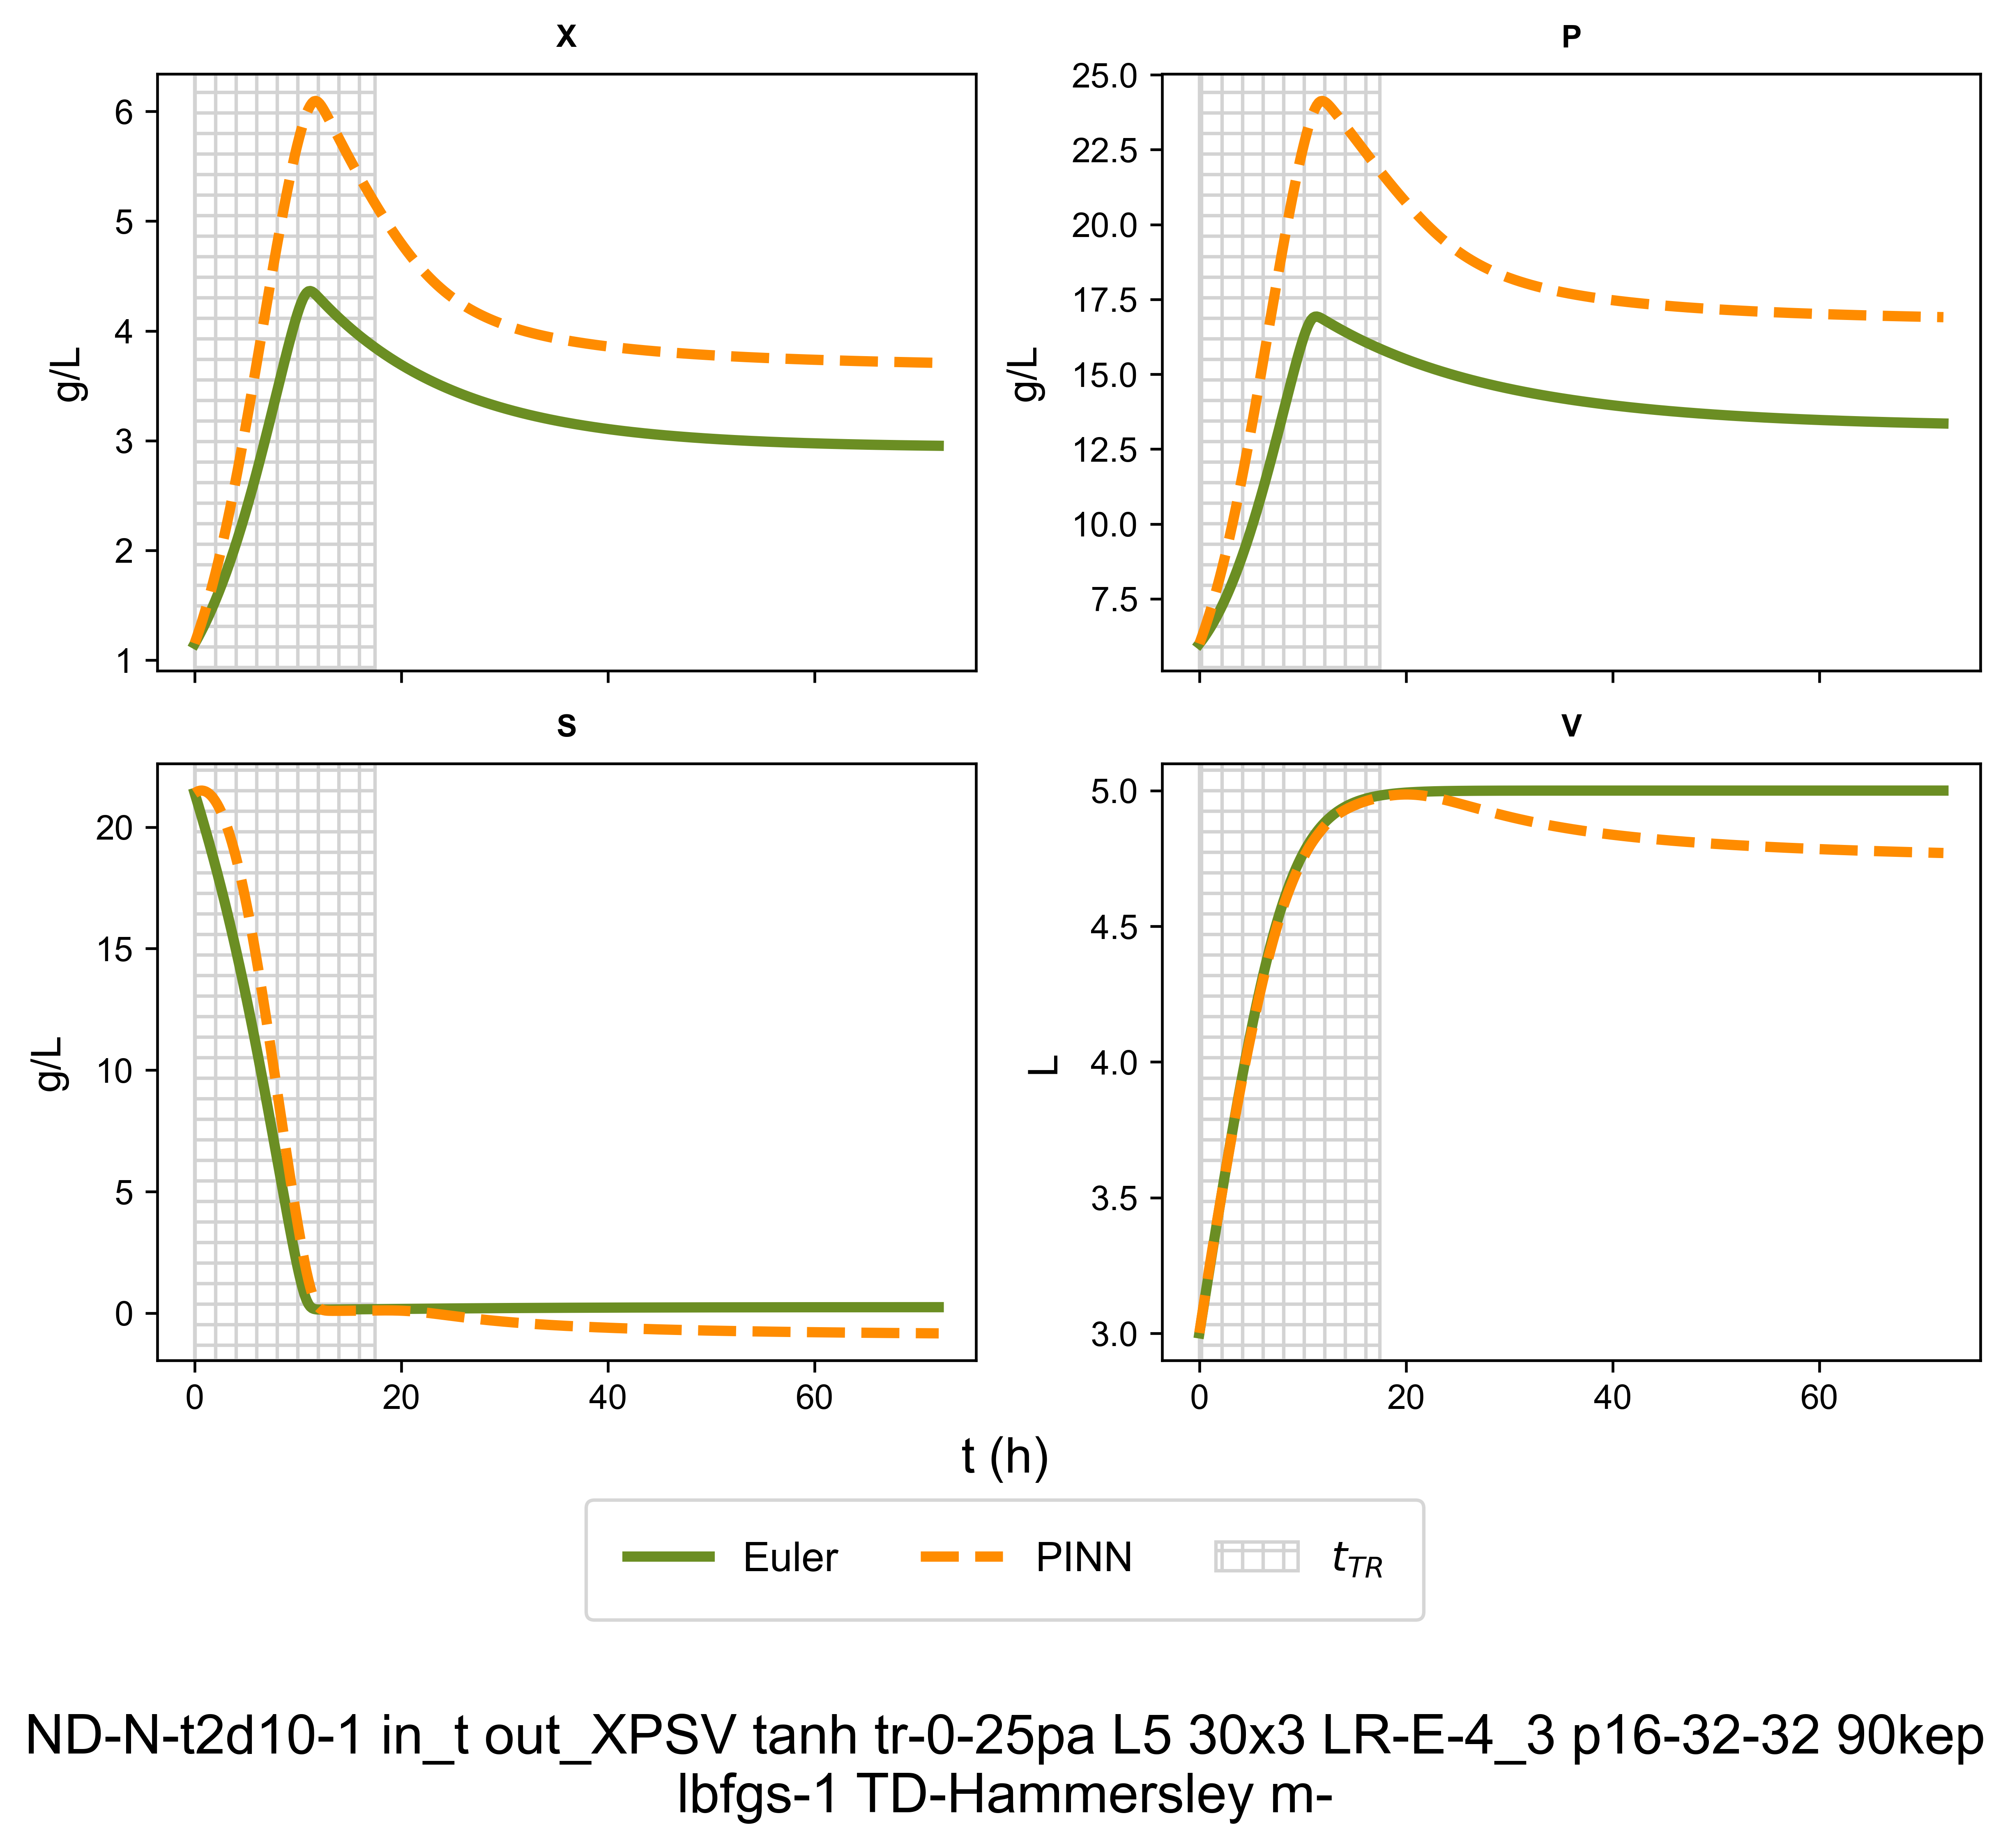 X
6
5
4
3
2
1
g/L
P
25.0
22.5
20.0
17.5
15.0
12.5
10.0
7.5
g/L
S
20
15
10
5
0
g/L
0 20 40 60
V
5.0
4.5
4.0
3.5
3.0
L
0 20 40 60
t (h)
Euler PINN t_TR
ND-N-t2d10-1 in_t out_XPSV tanh tr-0-25pa L5 30x3 LR-E-4_3 p16-32-32 90kep
lbfgs-1 TD-Hammersley m-